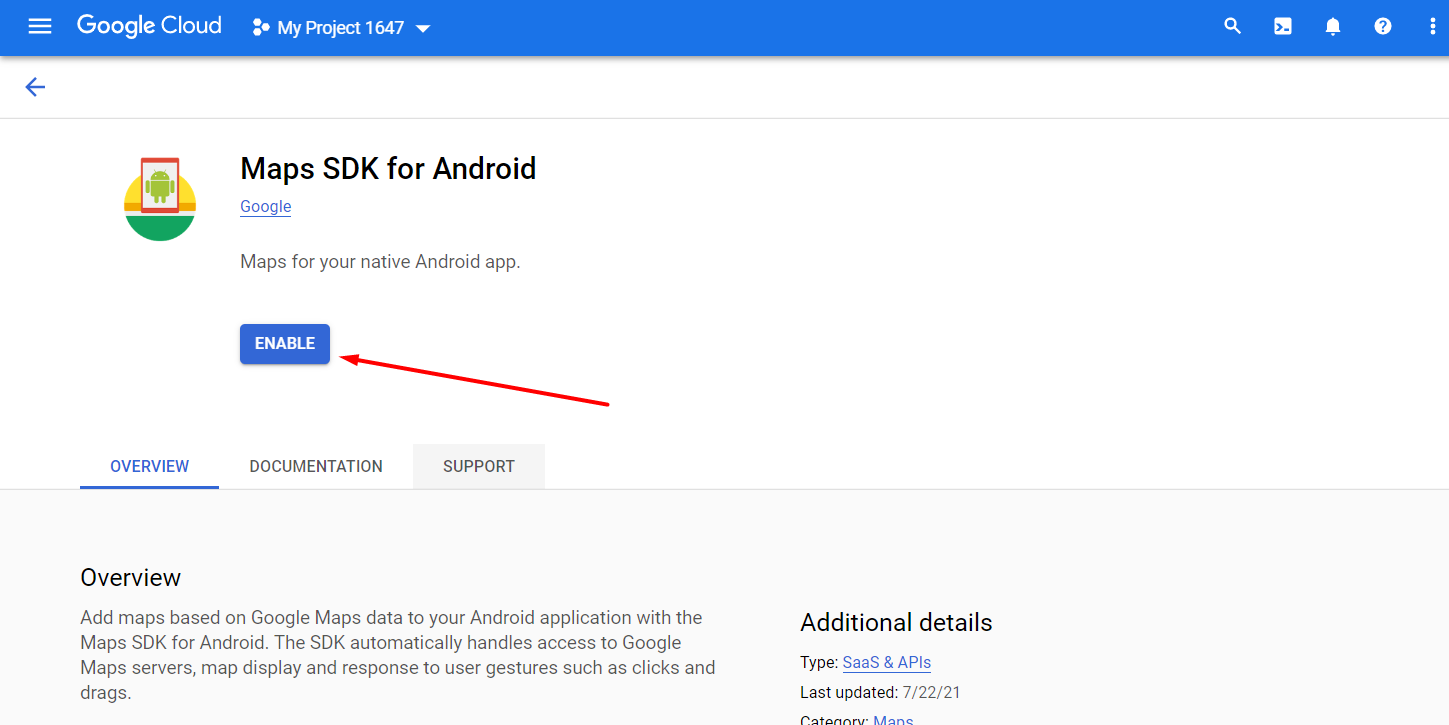 Google Cloud
My Project 1647
Maps SDK for Android
Google
Maps for your native Android app.
ENABLE
OVERVIEW
DOCUMENTATION
SUPPORT
Overview
Add maps based on Google Maps data to your Android application with the
Maps SDK for Android. The SDK automatically handles access to Google
Maps servers, map display and response to user gestures such as clicks and
drags.
Additional details
Type: SaaS & APIs
Last updated: 7/22/21
Category: Maps